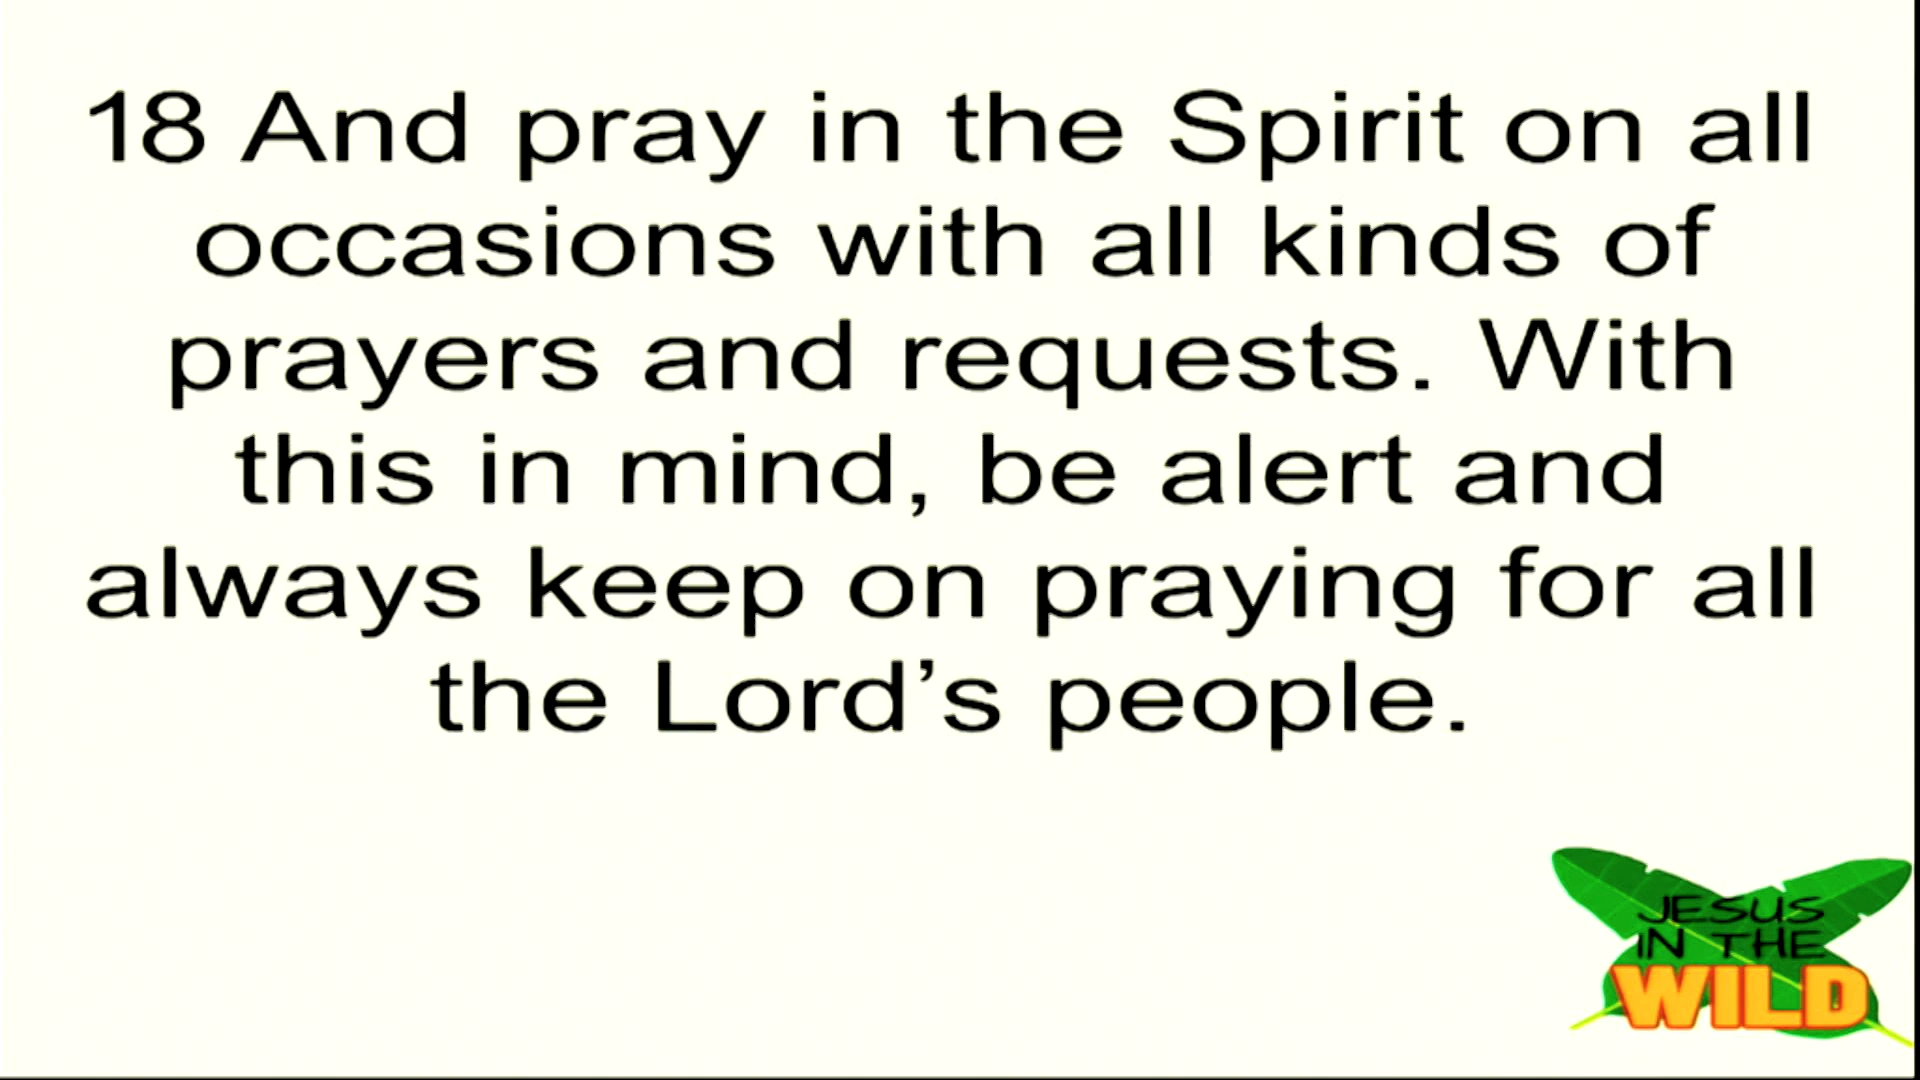 18 And pray in the Spirit on all
occasions with all kinds of
prayers and requests. With
this in mind, be alert and
always keep on praying for all
the Lord’s people.
JESUS
IN THE
WILD